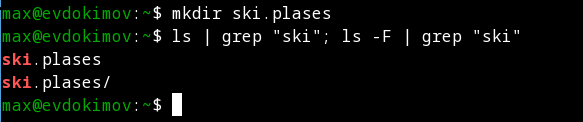 max@evdokimov:~$ mkdir ski.plases
max@evdokimov:~$ ls | grep "ski"; ls -F | grep "ski"
ski.plases
ski.plases/
max@evdokimov:~$